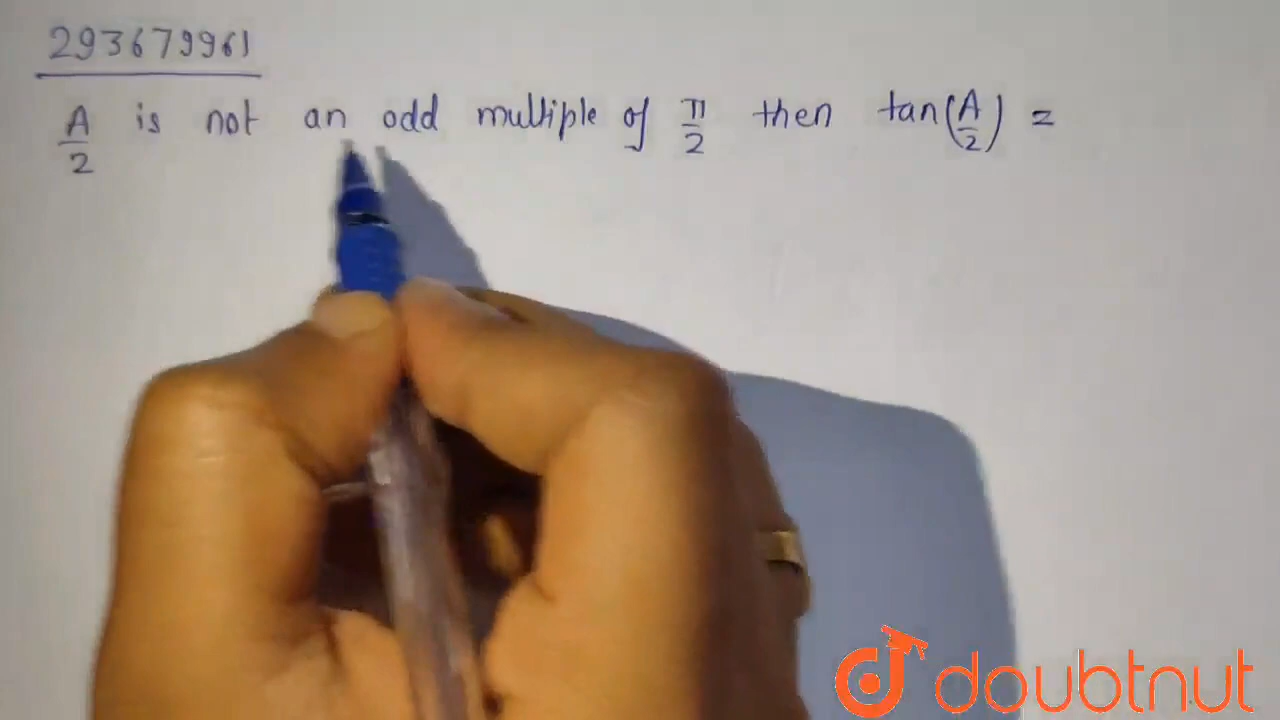 293679961
A/2 is not an odd multiple of π/2 then tan(A/2) =
doubtnut